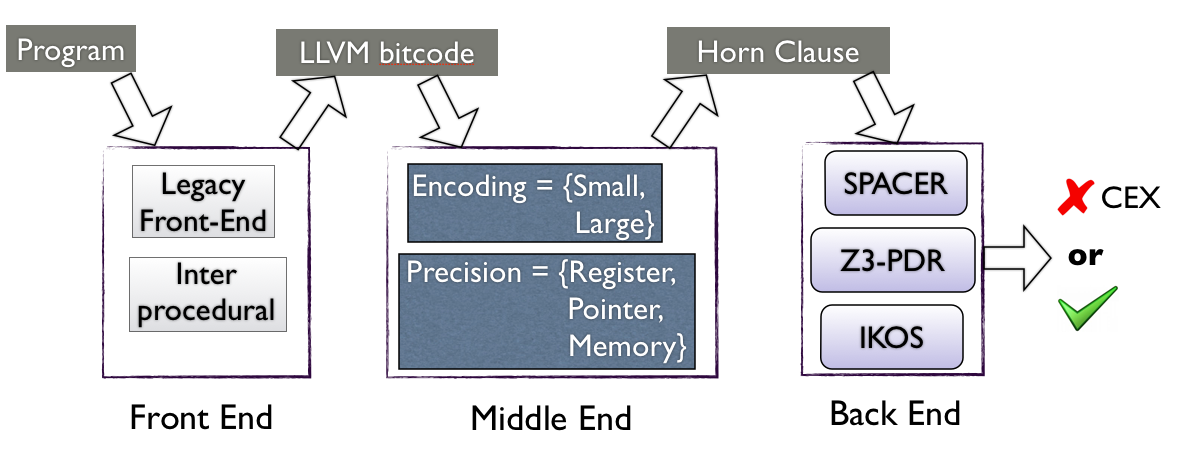 Program
LLVM bitcode
Horn Clause
Legacy
Front-End
Inter
procedural
Front End
Encoding = {Small,
Large}
Precision = {Register,
Pointer,
Memory}
Middle End
SPACER
Z3-PDR
IKOS
Back End
CEX
or